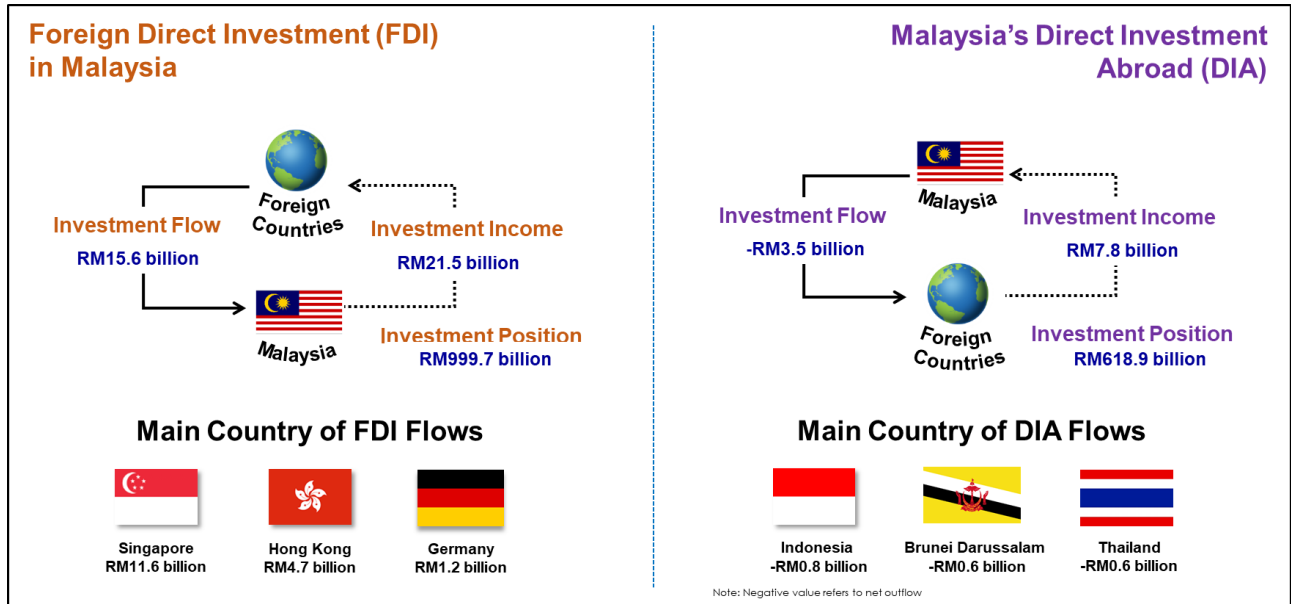 Foreign Direct Investment (FDI)
in Malaysia
Foreign
Countries
Investment Flow
RM15.6 billion
Investment Income
RM21.5 billion
Malaysia
Investment Position
RM999.7 billion
Main Country of FDI Flows
Singapore
RM11.6 billion
Hong Kong
RM4.7 billion
Germany
RM1.2 billion
Malaysia’s Direct Investment
Abroad (DIA)
Malaysia
Investment Flow
-RM3.5 billion
Investment Income
RM7.8 billion
Foreign
Countries
Investment Position
RM618.9 billion
Main Country of DIA Flows
Indonesia
-RM0.8 billion
Brunei Darussalam
-RM0.6 billion
Thailand
-RM0.6 billion
Note: Negative value refers to net outflow